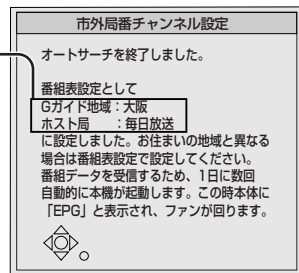 市外局番チャンネル設定
オートサーチを終了しました。
番組表設定として
Gガイド地域:大阪
ホスト局　:毎日放送
に設定しました。お住まいの地域と異なる
場合は番組表設定で設定してください。
番組データを受信するため、1日に数回
自動的に本機が起動します。この時本体に
「EPG」と表示され、ファンが回ります。